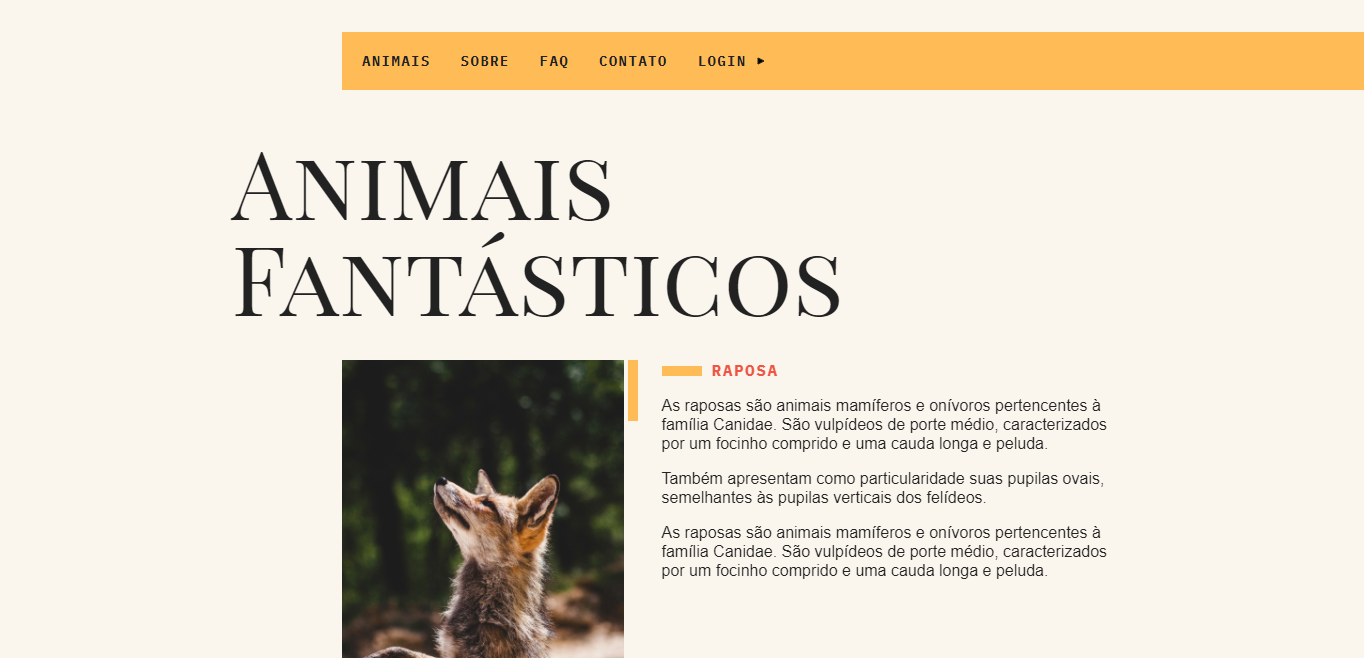 ANIMAIS SOBRE FAQ CONTATO LOGIN ▸
Animais
Fantásticos
RAPOSA
As raposas são animais mamíferos e onívoros pertencentes à
família Canidae. São vulpídeos de porte médio, caracterizados
por um focinho comprido e uma cauda longa e peluda.
Também apresentam como particularidade suas pupilas ovais,
semelhantes às pupilas verticais dos felídeos.
As raposas são animais mamíferos e onívoros pertencentes à
família Canidae. São vulpídeos de porte médio, caracterizados
por um focinho comprido e uma cauda longa e peluda.